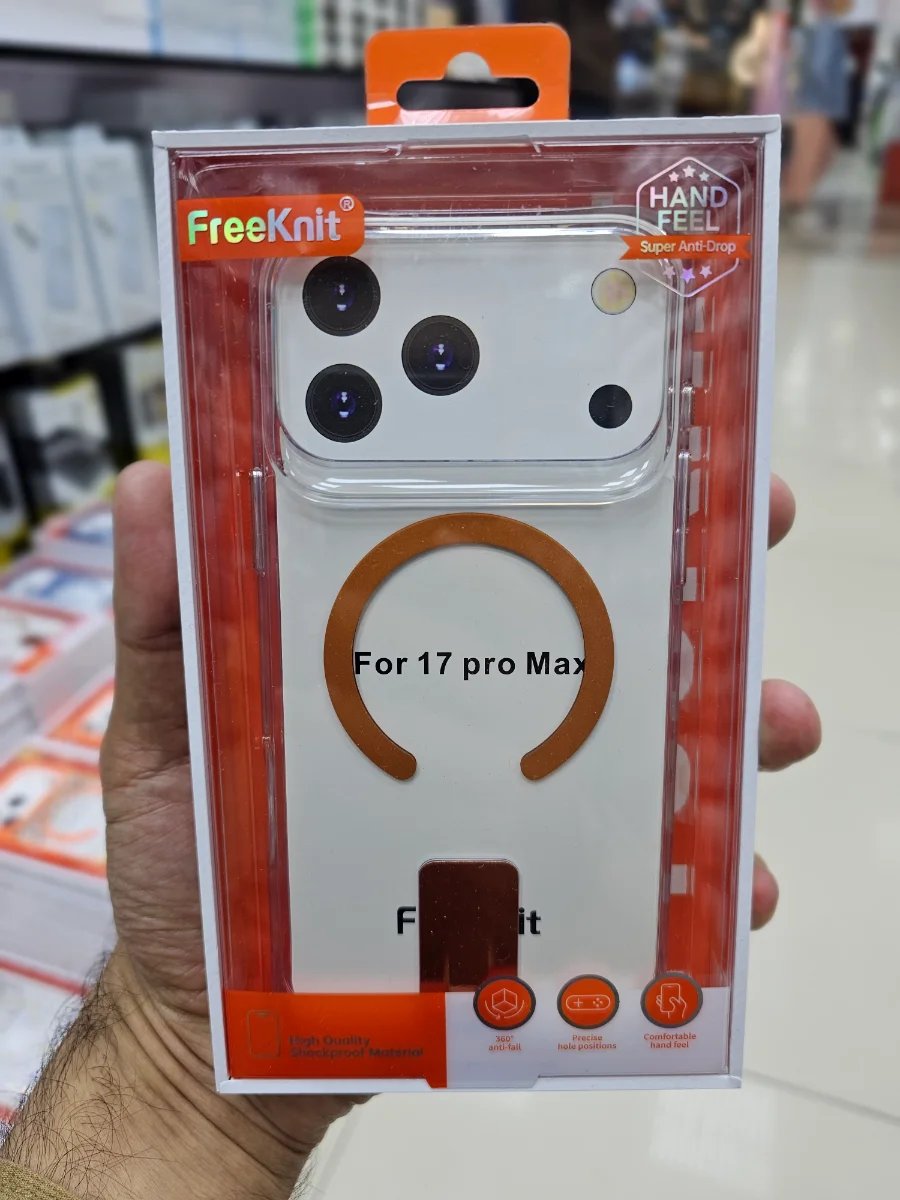 FreeKnit®
HAND
FEEL
Super Anti-Drop
For 17 pro Max
F it
High Quality
Shockproof Material
360°
anti-fall
Precise
hole positions
Comfortable
hand feel